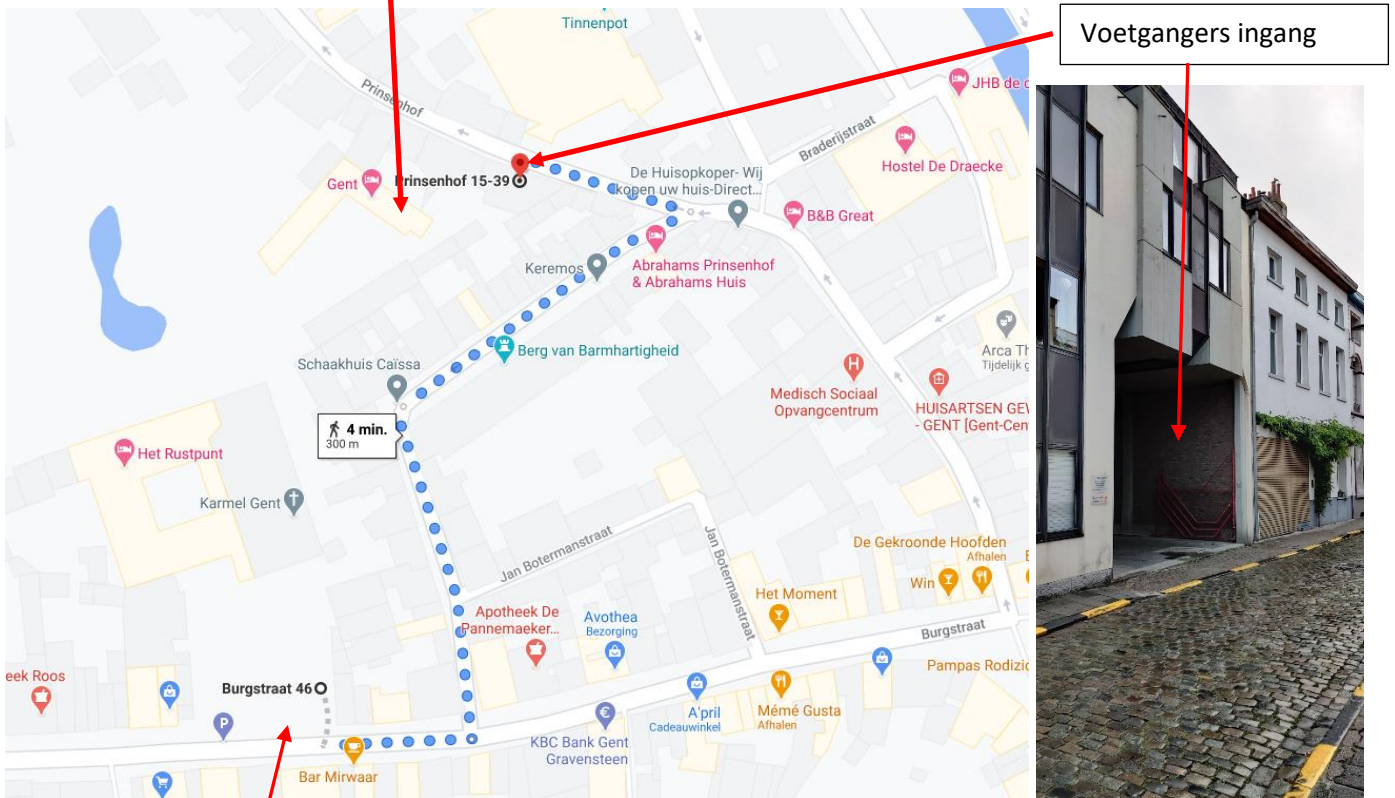 Tinnenpot
Voetgangers ingang
JHB de
Prinsenhof
Braderijstraat
Hostel De Draecke
De Huisopkoper- Wij
kopen uw huis-Direct...
Gent
Prinsenhof 15-39
B&B Great
Keremos
Abrahams Prinsenhof
& Abrahams Huis
Berg van Barmhartigheid
Arca Th
Tijdelijk g
Schaakhuis Caïssa
Medisch Sociaal
Opvangcentrum
H
HUISARTSEN GEW
- GENT [Gent-Cen
4 min.
300 m
Het Rustpunt
Karmel Gent
Jan Botermanstraat
Jan Botermanstraat
De Gekroonde Hoofden
Afhalen
Win
Het Moment
Apotheek De
Pannemaeker...
Avothea
Bezorging
Burgstraat
eek Roos
Burgstraat 46
Pampas Rodizio
P
A'pril
Cadeauwinkel
Mémé Gusta
Afhalen
€
KBC Bank Gent
Gravensteen
Bar Mirwaar